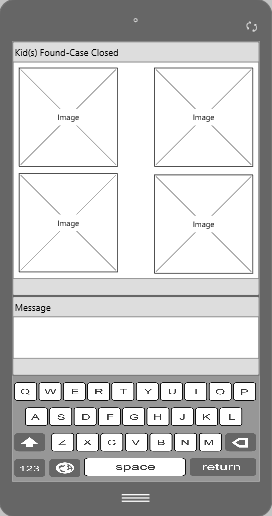 Kid(s) Found-Case Closed
Image Image
Image Image
Message
Q W E R T Y U I O P
A S D F G H J K L
Z X C V B N M
123 space return